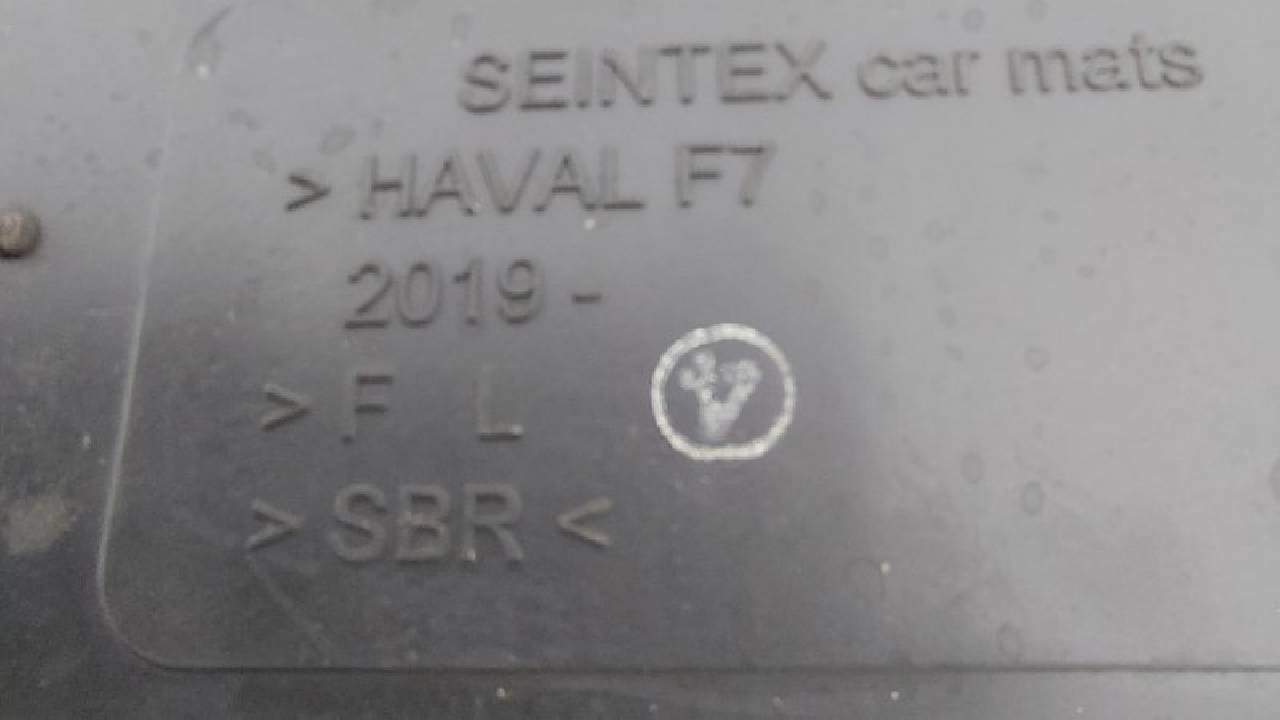 SEINTEX car mats
> HAVAL F7
2019 -
> F L
> SBR <